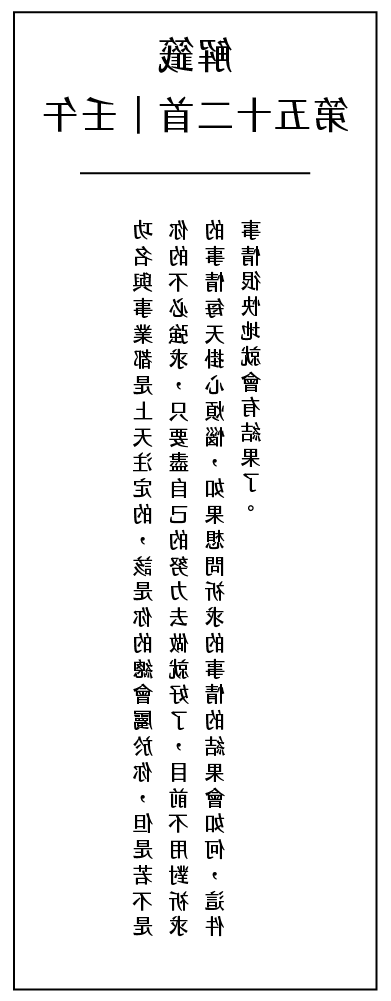 解籤
第五十二首｜壬午
功名與事業都是上天注定的，該是你的總會屬於你，但是若不是
你的不必強求，只要盡自己的努力去做就好了，目前不用對祈求
的事情每天掛心煩惱，如果想問祈求的事情的結果會如何，這件
事情很快地就會有結果了。